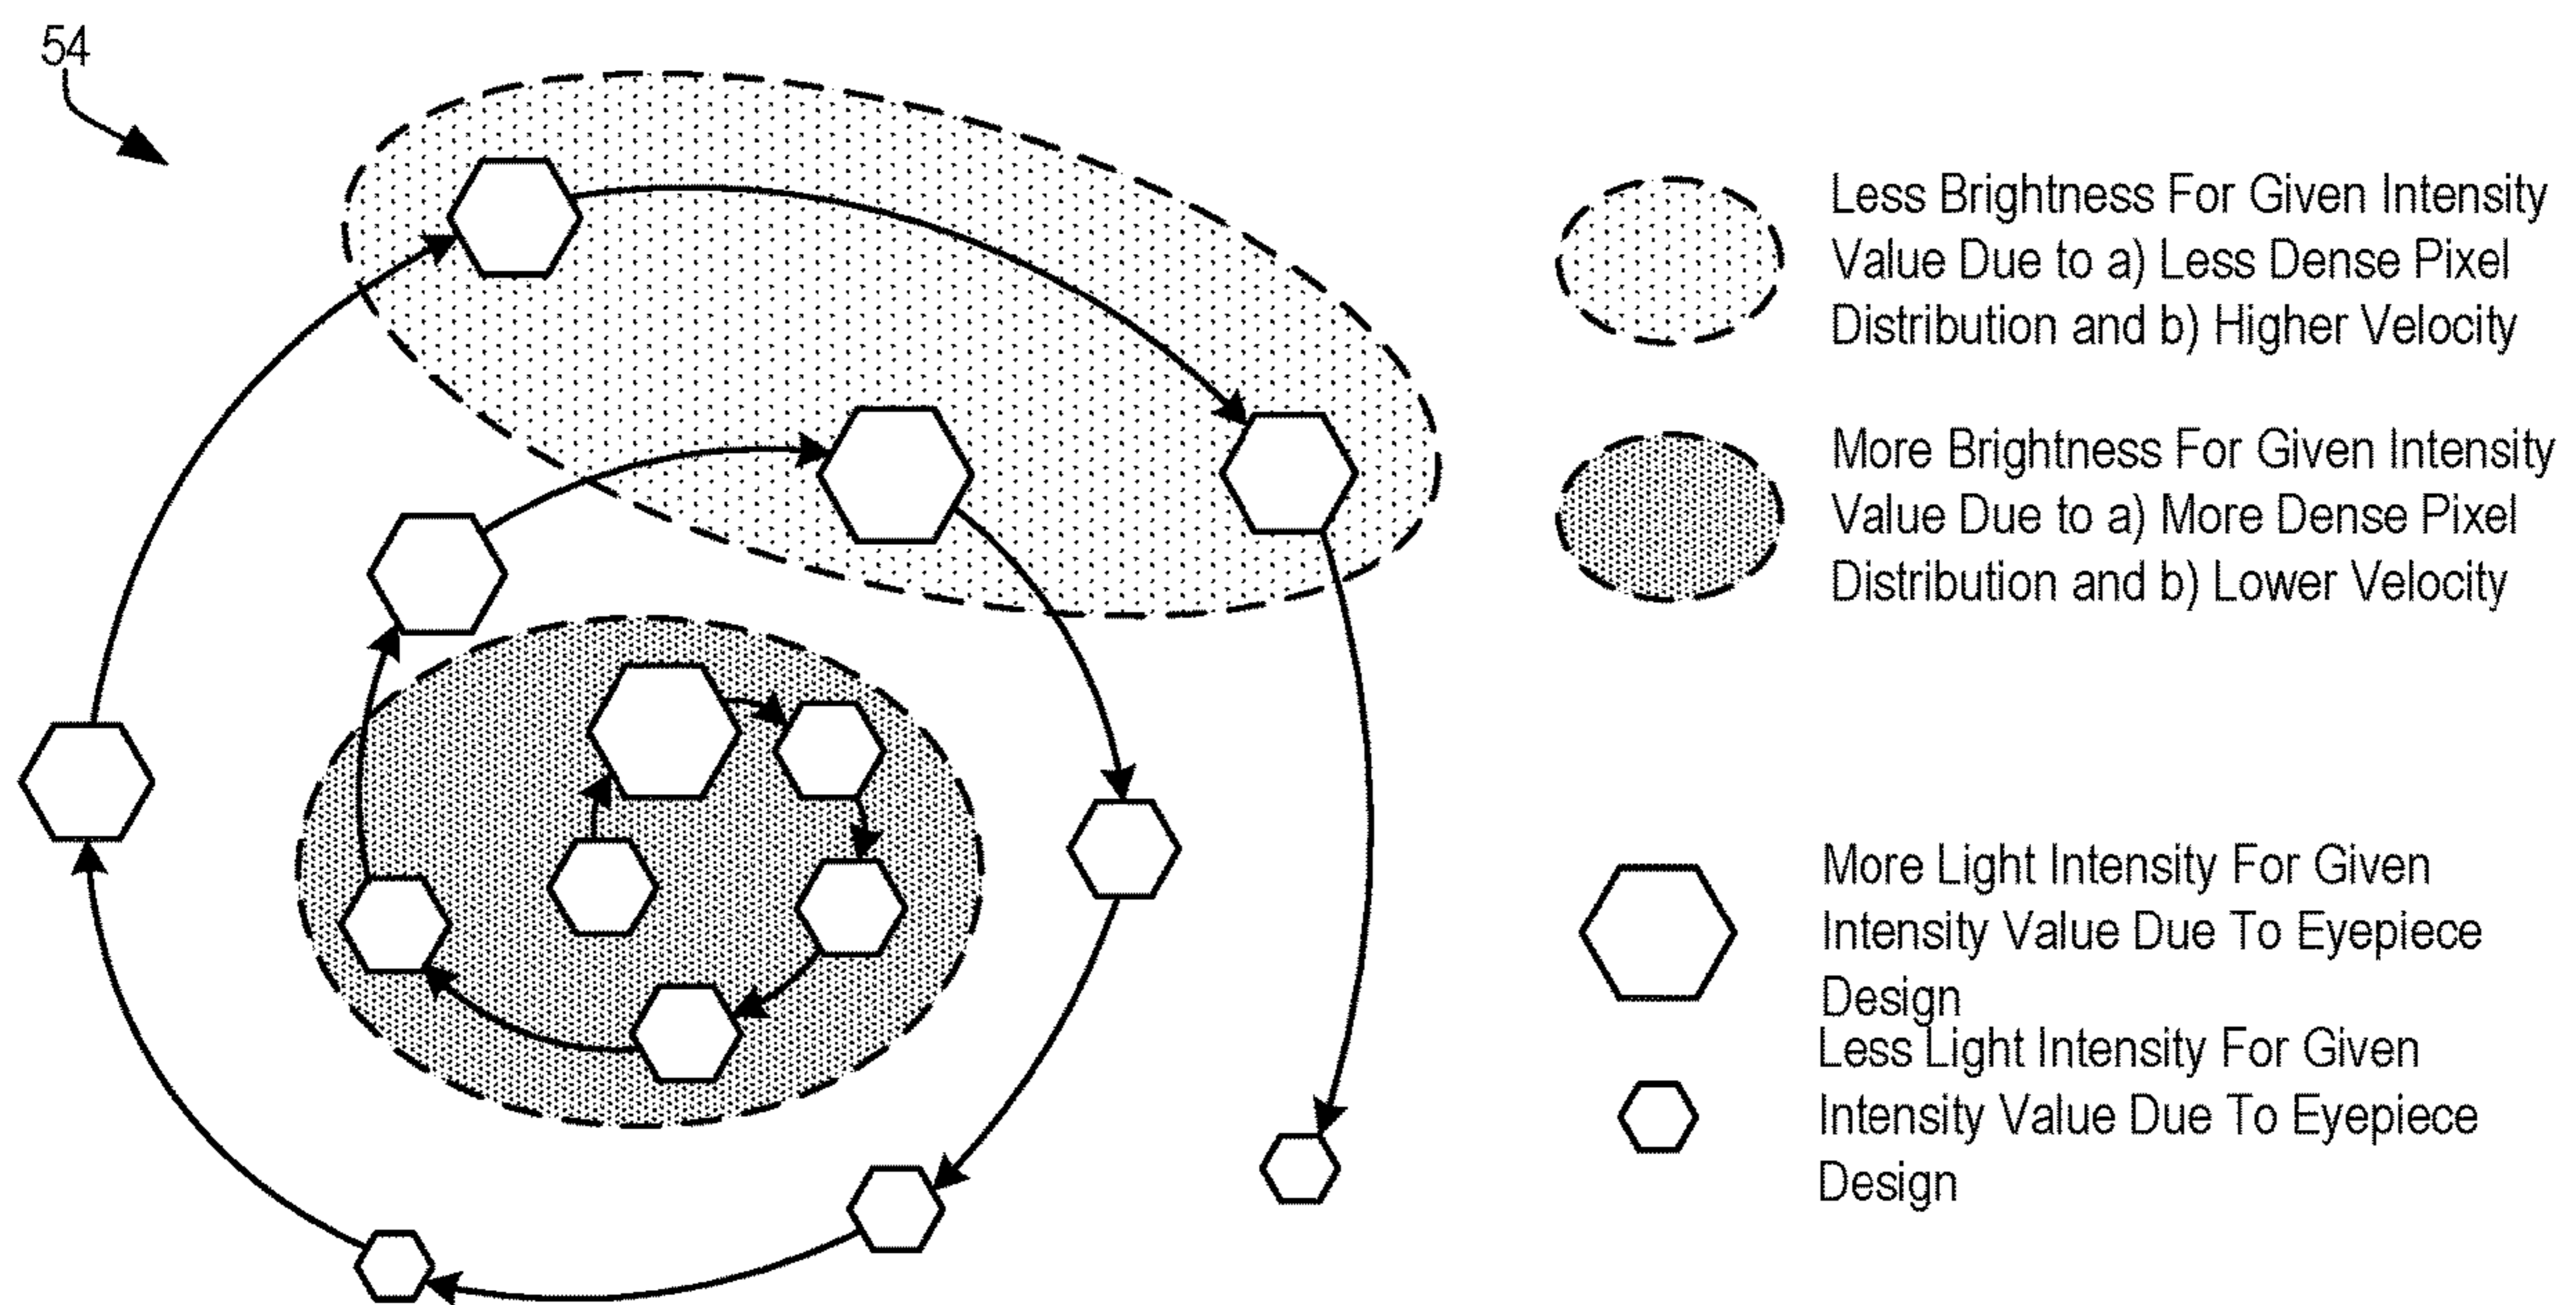 54
Less Brightness For Given Intensity
Value Due to a) Less Dense Pixel
Distribution and b) Higher Velocity
More Brightness For Given Intensity
Value Due to a) More Dense Pixel
Distribution and b) Lower Velocity
More Light Intensity For Given
Intensity Value Due To Eyepiece
Design
Less Light Intensity For Given
Intensity Value Due To Eyepiece
Design